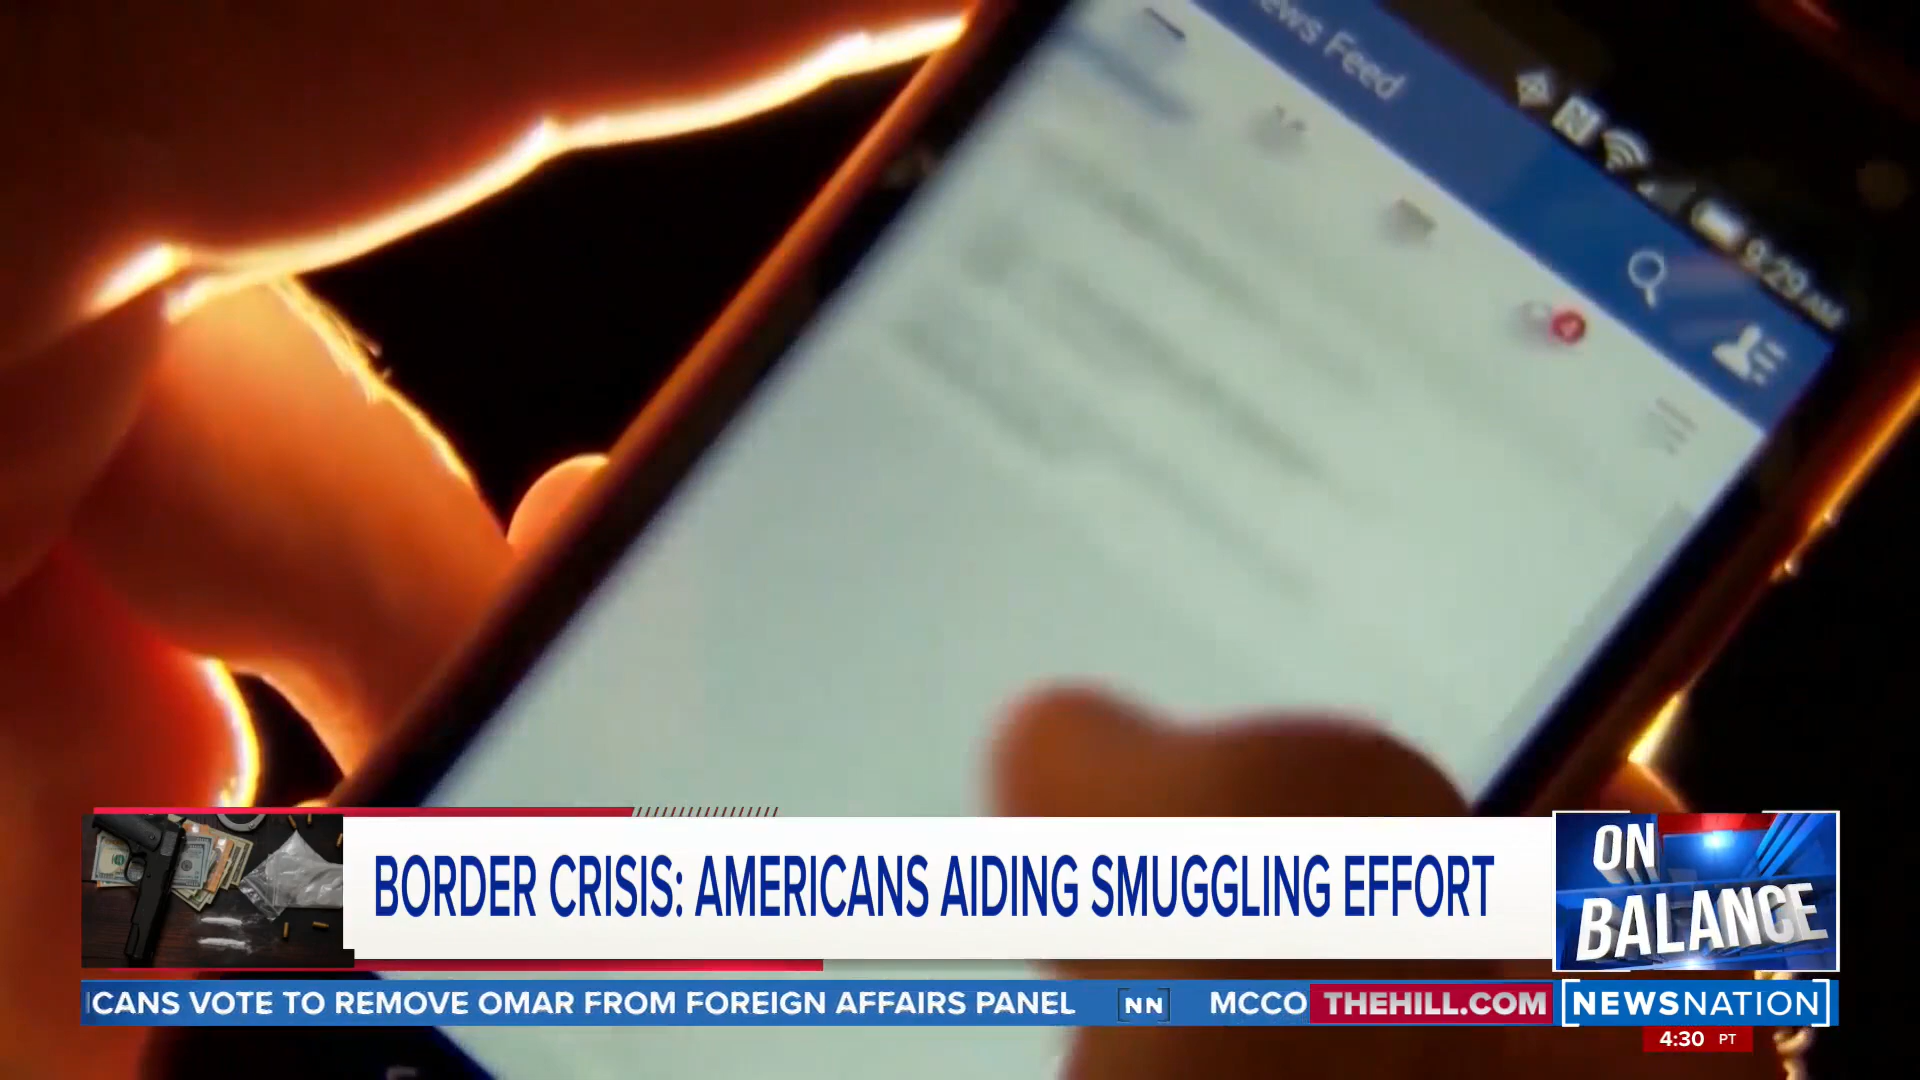 ews Feed
9:29 AM
BORDER CRISIS: AMERICANS AIDING SMUGGLING EFFORT
ON
BALANCE
ICANS VOTE TO REMOVE OMAR FROM FOREIGN AFFAIRS PANEL [NN] MCCO
THEHILL.COM
NEWSNATION
4:30 PT